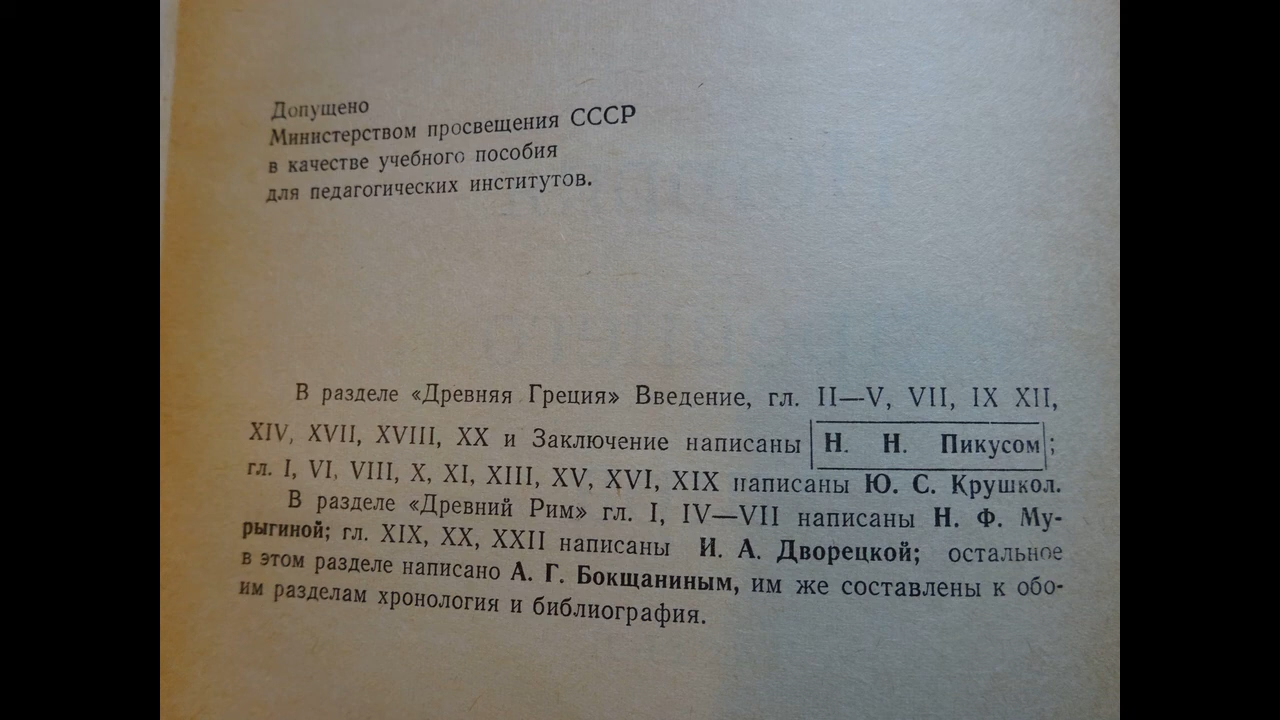 Допущено
Министерством просвещения СССР
в качестве учебного пособия
для педагогических институтов.
В разделе «Древняя Греция» Введение, гл. II—V, VII, IX XII,
XIV, XVII, XVIII, XX и Заключение написаны Н. Н. Пикусом;
гл. I, VI, VIII, X, XI, XIII, XV, XVI, XIX написаны Ю. С. Крушкол.
В разделе «Древний Рим» гл. I, IV—VII написаны Н. Ф. Му-
рыгиной; гл. XIX, XX, XXII написаны И. А. Дворецкой; остальное
в этом разделе написано А. Г. Бокщаниным, им же составлены к обо-
им разделам хронология и библиография.